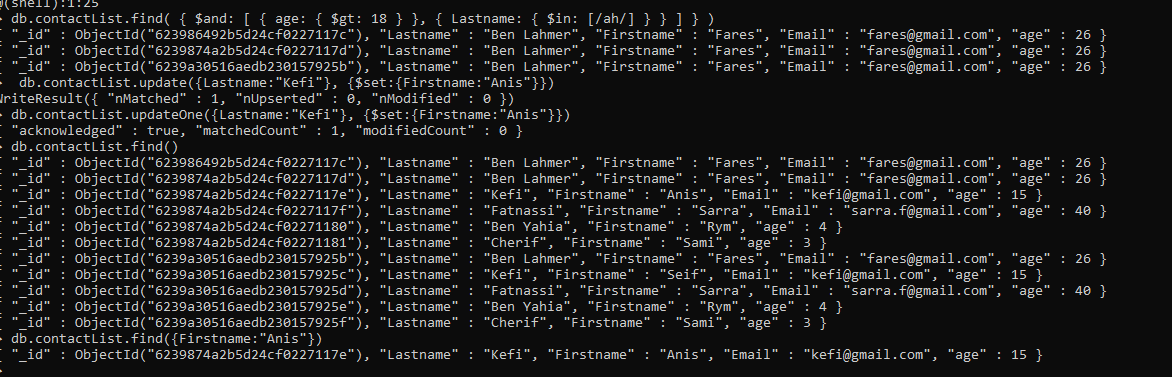 @(shell):1:25
> db.contactList.find( { $and: [ { age: { $gt: 18 } }, { Lastname: { $in: [/ah/] } } ] } )
{ "_id" : ObjectId("623986492b5d24cf0227117c"), "Lastname" : "Ben Lahmer", "Firstname" : "Fares", "Email" : "fares@gmail.com", "age" : 26 }
{ "_id" : ObjectId("6239874a2b5d24cf0227117d"), "Lastname" : "Ben Lahmer", "Firstname" : "Fares", "Email" : "fares@gmail.com", "age" : 26 }
{ "_id" : ObjectId("6239a30516aedb230157925b"), "Lastname" : "Ben Lahmer", "Firstname" : "Fares", "Email" : "fares@gmail.com", "age" : 26 }
>  db.contactList.update({Lastname:"Kefi"}, {$set:{Firstname:"Anis"}})
WriteResult({ "nMatched" : 1, "nUpserted" : 0, "nModified" : 0 })
> db.contactList.updateOne({Lastname:"Kefi"}, {$set:{Firstname:"Anis"}})
{ "acknowledged" : true, "matchedCount" : 1, "modifiedCount" : 0 }
> db.contactList.find()
{ "_id" : ObjectId("623986492b5d24cf0227117c"), "Lastname" : "Ben Lahmer", "Firstname" : "Fares", "Email" : "fares@gmail.com", "age" : 26 }
{ "_id" : ObjectId("6239874a2b5d24cf0227117d"), "Lastname" : "Ben Lahmer", "Firstname" : "Fares", "Email" : "fares@gmail.com", "age" : 26 }
{ "_id" : ObjectId("6239874a2b5d24cf0227117e"), "Lastname" : "Kefi", "Firstname" : "Anis", "Email" : "kefi@gmail.com", "age" : 15 }
{ "_id" : ObjectId("6239874a2b5d24cf0227117f"), "Lastname" : "Fatnassi", "Firstname" : "Sarra", "Email" : "sarra.f@gmail.com", "age" : 40 }
{ "_id" : ObjectId("6239874a2b5d24cf02271180"), "Lastname" : "Ben Yahia", "Firstname" : "Rym", "age" : 4 }
{ "_id" : ObjectId("6239874a2b5d24cf02271181"), "Lastname" : "Cherif", "Firstname" : "Sami", "age" : 3 }
{ "_id" : ObjectId("6239a30516aedb230157925b"), "Lastname" : "Ben Lahmer", "Firstname" : "Fares", "Email" : "fares@gmail.com", "age" : 26 }
{ "_id" : ObjectId("6239a30516aedb230157925c"), "Lastname" : "Kefi", "Firstname" : "Seif", "Email" : "kefi@gmail.com", "age" : 15 }
{ "_id" : ObjectId("6239a30516aedb230157925d"), "Lastname" : "Fatnassi", "Firstname" : "Sarra", "Email" : "sarra.f@gmail.com", "age" : 40 }
{ "_id" : ObjectId("6239a30516aedb230157925e"), "Lastname" : "Ben Yahia", "Firstname" : "Rym", "age" : 4 }
{ "_id" : ObjectId("6239a30516aedb230157925f"), "Lastname" : "Cherif", "Firstname" : "Sami", "age" : 3 }
> db.contactList.find({Firstname:"Anis"})
{ "_id" : ObjectId("6239874a2b5d24cf0227117e"), "Lastname" : "Kefi", "Firstname" : "Anis", "Email" : "kefi@gmail.com", "age" : 15 }
>